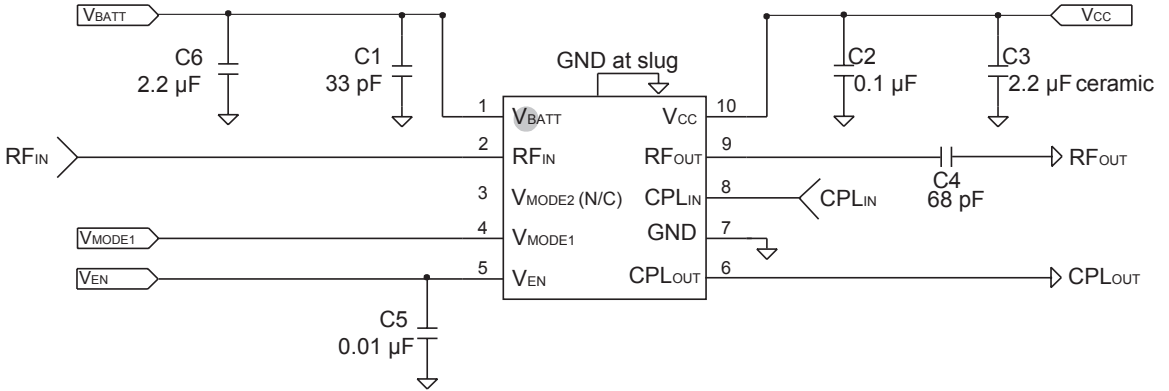 VBATT
VCC
C6
2.2 µF
C1
33 pF
GND at slug
C2
0.1 µF
C3
2.2 µF ceramic
1
VBATT
VCC
10
RFIN
2
RFIN
RFOUT
9
C4
68 pF
RFOUT
3
VMODE2 (N/C)
CPLIN
8
CPLIN
VMODE1
4
VMODE1
GND
7
VEN
5
VEN
CPLOUT
6
CPLOUT
C5
0.01 µF